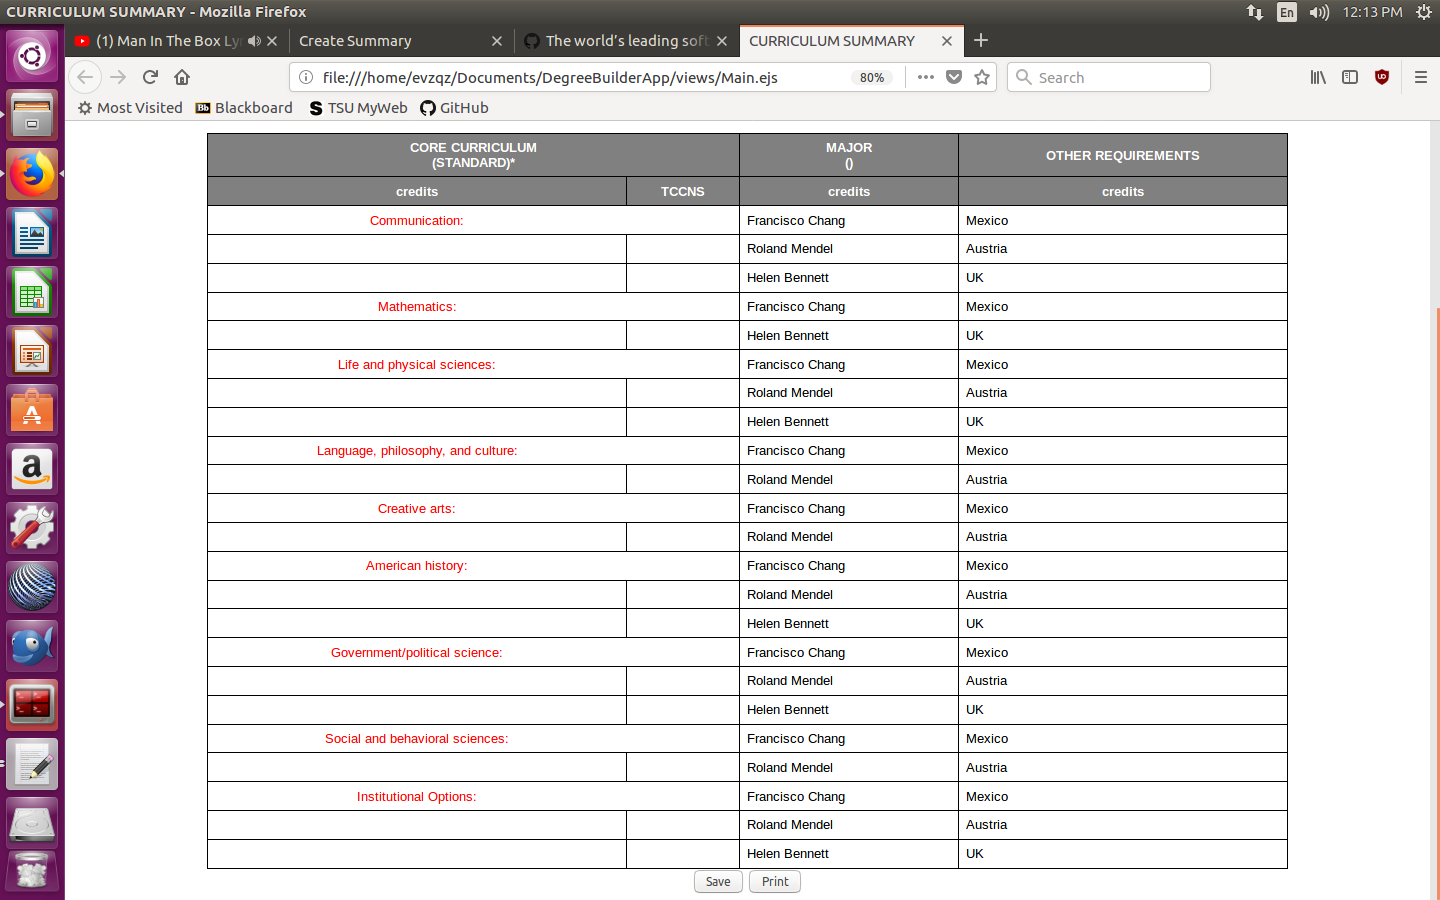 CURRICULUM SUMMARY - Mozilla Firefox
En
12:13 PM
(1) Man In The Box Ly
Create Summary
The world's leading soft
CURRICULUM SUMMARY
file:///home/evzqz/Documents/DegreeBuilderApp/views/Main.ejs
80%
Search
Most Visited
Bb Blackboard
S TSU MyWeb
GitHub
CORE CURRICULUM
(STANDARD)*
MAJOR
()
OTHER REQUIREMENTS
credits TCCNS credits credits
Communication: Francisco Chang Mexico
Roland Mendel Austria
Helen Bennett UK
Mathematics: Francisco Chang Mexico
Helen Bennett UK
Life and physical sciences: Francisco Chang Mexico
Roland Mendel Austria
Helen Bennett UK
Language, philosophy, and culture: Francisco Chang Mexico
Roland Mendel Austria
Creative arts: Francisco Chang Mexico
Roland Mendel Austria
American history: Francisco Chang Mexico
Roland Mendel Austria
Helen Bennett UK
Government/political science: Francisco Chang Mexico
Roland Mendel Austria
Helen Bennett UK
Social and behavioral sciences: Francisco Chang Mexico
Roland Mendel Austria
Institutional Options: Francisco Chang Mexico
Roland Mendel Austria
Helen Bennett UK
Save Print